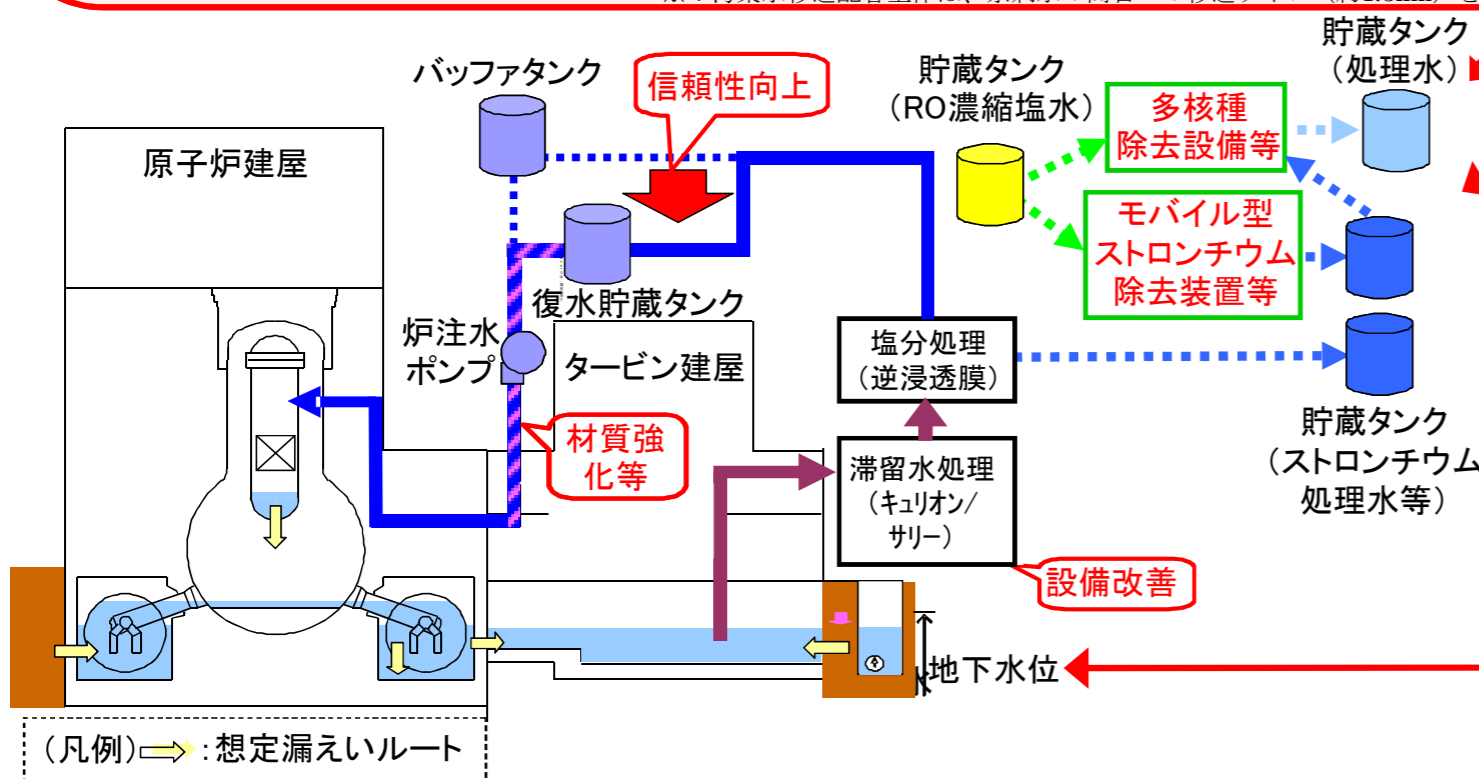 貯蔵タンク
(処理水)
バッファタンク
信頼性向上
貯蔵タンク
(RO濃縮塩水)
多核種
除去設備等
原子炉建屋
モバイル型
ストロンチウム
除去装置等
復水貯蔵タンク
炉注水
ポンプ
タービン建屋
塩分処理
(逆浸透膜)
材質強
化等
滞留水処理
(キュリオン/
サリー)
貯蔵タンク
(ストロンチウム
処理水等)
設備改善
地下水位
(凡例) :想定漏えいルート